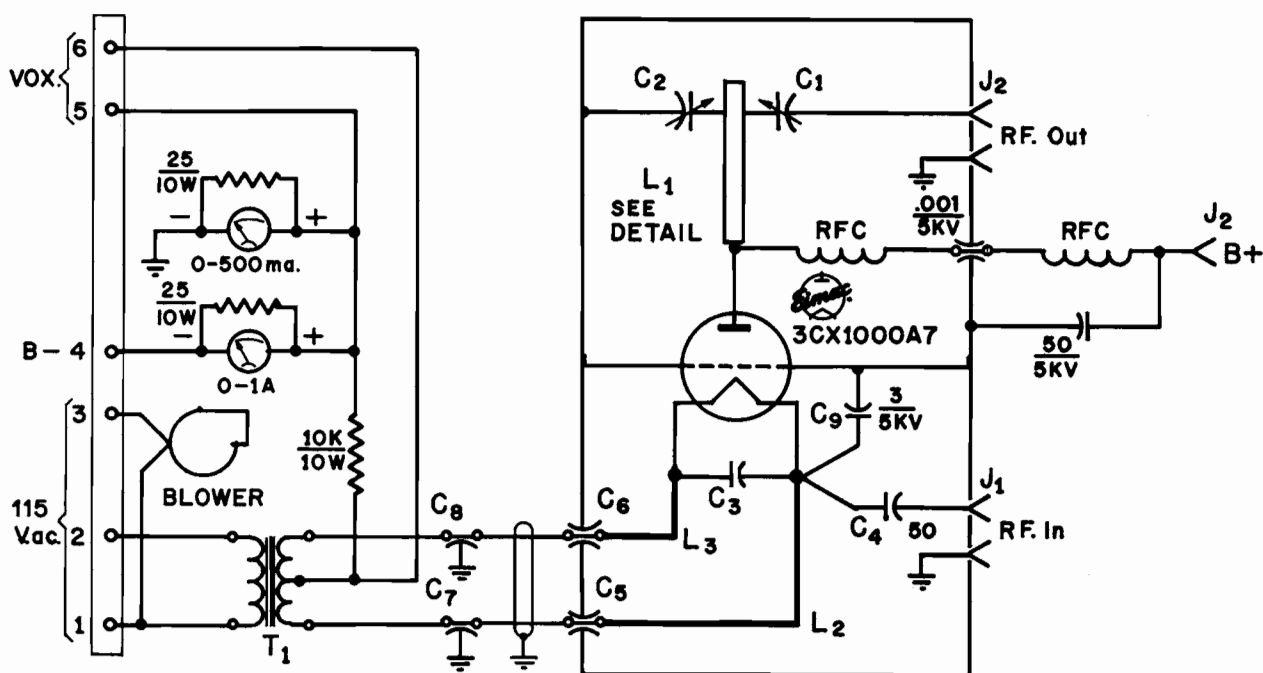 6
VOX.
5
25
10W
-
+
0-500ma.
25
10W
-
+
B-4
0-1A
3
BLOWER
10K
10W
115
V.ac.
2
1
T1
C8
C7
C6
C5
L3
L2
C2
C1
J2
RF. Out
L1
SEE
DETAIL
.001
5KV
RFC
RFC
J2
B+
Eimac
3CX1000A7
50
5KV
C9
3
5KV
C3
C4
50
J1
RF. In